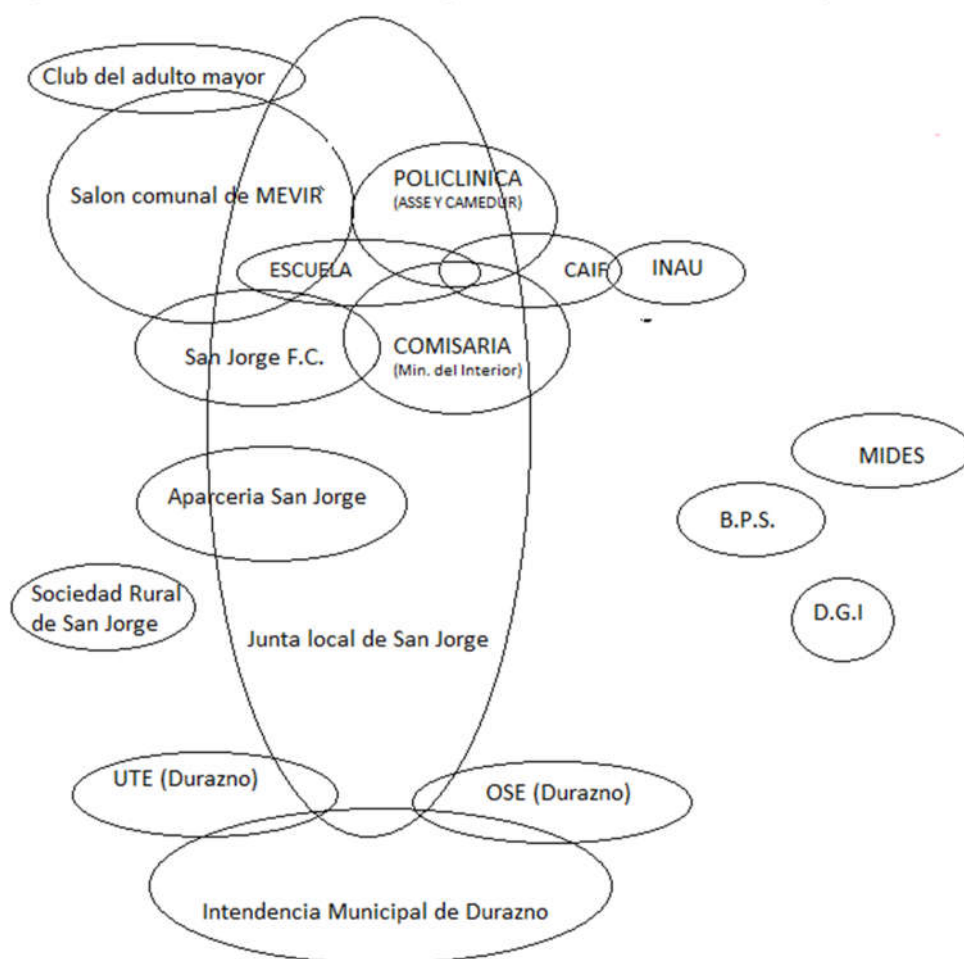 Club del adulto mayor
Salon comunal de MEVIR
POLICLINICA
(ASSE Y CAMEDUR)
ESCUELA
CAIF
INAU
San Jorge F.C.
COMISARIA
(Min. del Interior)
MIDES
Aparceria San Jorge
B.P.S.
Sociedad Rural
de San Jorge
D.G.I
Junta local de San Jorge
UTE (Durazno)
OSE (Durazno)
Intendencia Municipal de Durazno